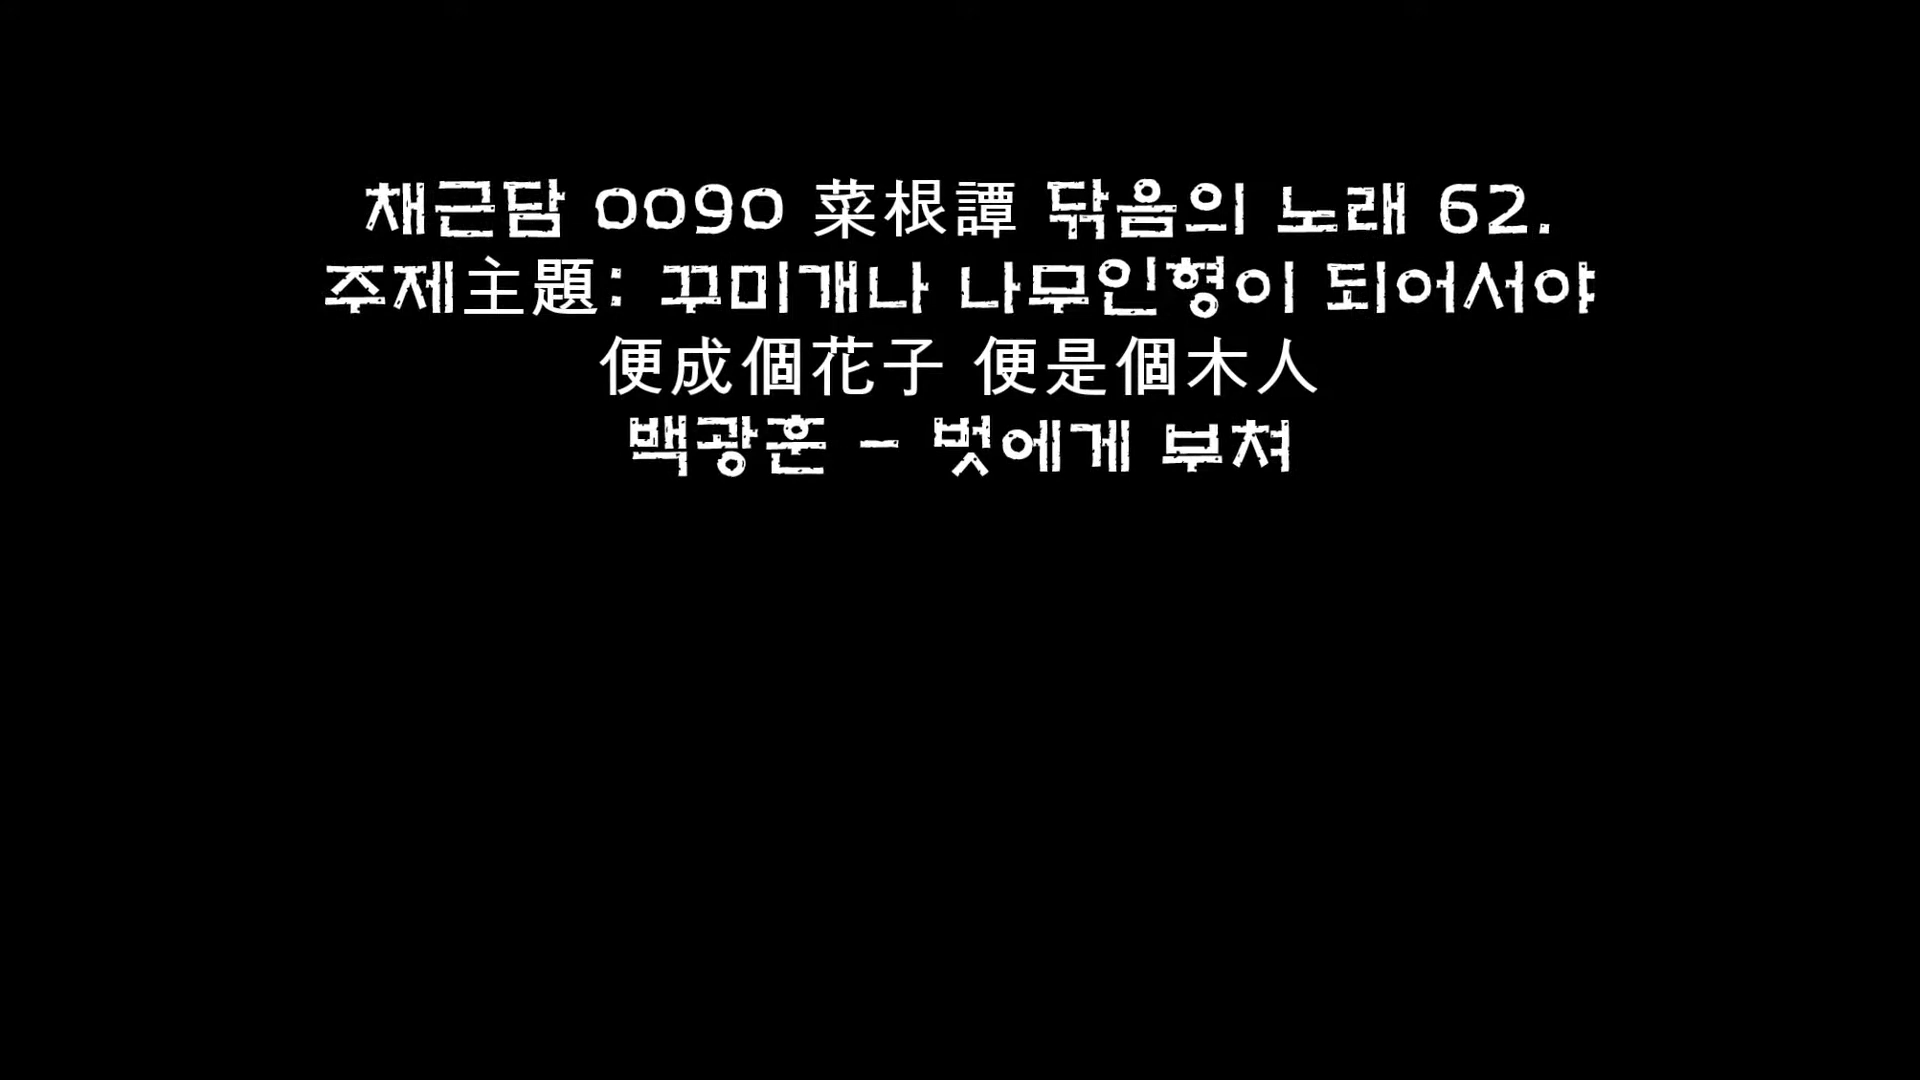 채근담 0090 菜根譚 닦음의 노래 62.
주제主題: 꾸미개나 나무인형이 되어서야
便成個花子 便是個木人
백광훈 - 벗에게 부쳐